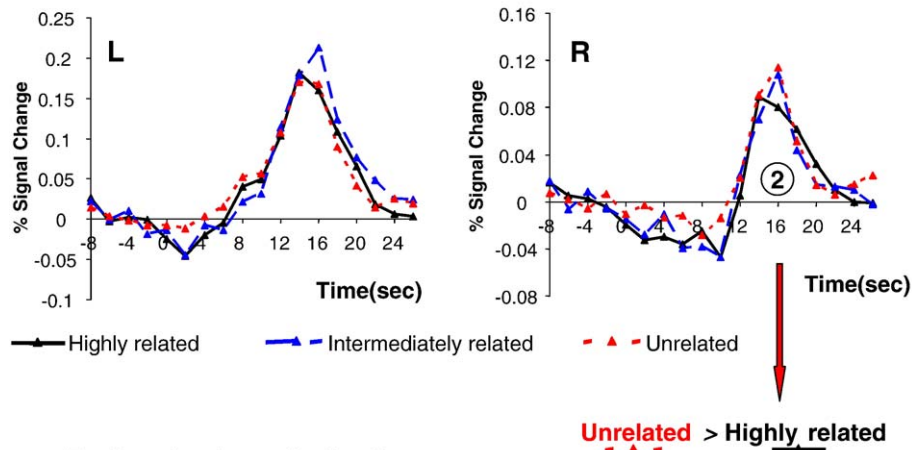 L
% Signal Change
0.25
0.2
0.15
0.1
0.05
0
-0.05
-0.1
-8 -4 0 4 8 12 16 20 24
Time(sec)
R
% Signal Change
0.16
0.12
0.08
0.04
0
-0.04
-0.08
-8 -4 0 4 8 12 16 20 24
2
Time(sec)
Highly related Intermediately related Unrelated
Unrelated > Highly related